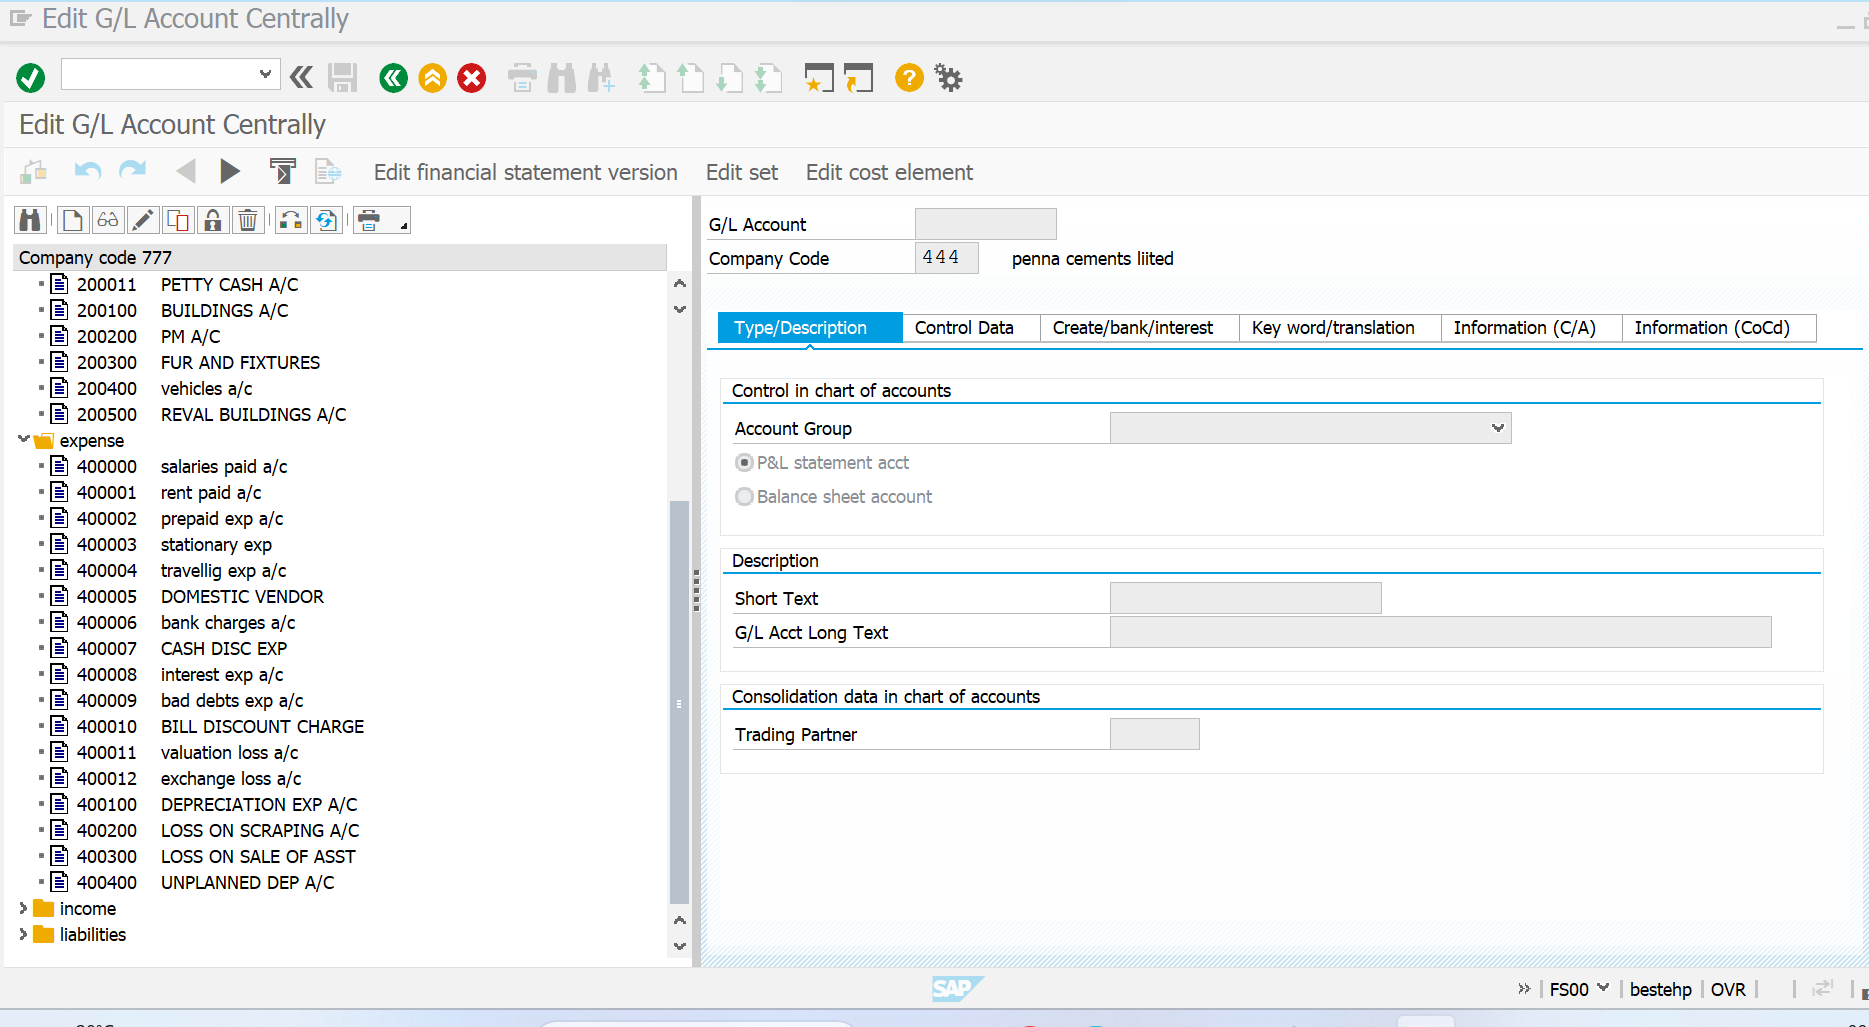 Edit G/L Account Centrally
Edit G/L Account Centrally
Edit financial statement version Edit set Edit cost element
Company code 777
200011 PETTY CASH A/C
200100 BUILDINGS A/C
200200 PM A/C
200300 FUR AND FIXTURES
200400 vehicles a/c
200500 REVAL BUILDINGS A/C
expense
400000 salaries paid a/c
400001 rent paid a/c
400002 prepaid exp a/c
400003 stationary exp
400004 travellig exp a/c
400005 DOMESTIC VENDOR
400006 bank charges a/c
400007 CASH DISC EXP
400008 interest exp a/c
400009 bad debts exp a/c
400010 BILL DISCOUNT CHARGE
400011 valuation loss a/c
400012 exchange loss a/c
400100 DEPRECIATION EXP A/C
400200 LOSS ON SCRAPING A/C
400300 LOSS ON SALE OF ASST
400400 UNPLANNED DEP A/C
income
liabilities
G/L Account
Company Code 444 penna cements liited
Type/Description Control Data Create/bank/interest Key word/translation Information (C/A) Information (CoCd)
Control in chart of accounts
Account Group
P&L statement acct
Balance sheet account
Description
Short Text
G/L Acct Long Text
Consolidation data in chart of accounts
Trading Partner
SAP
FS00 bestehp OVR